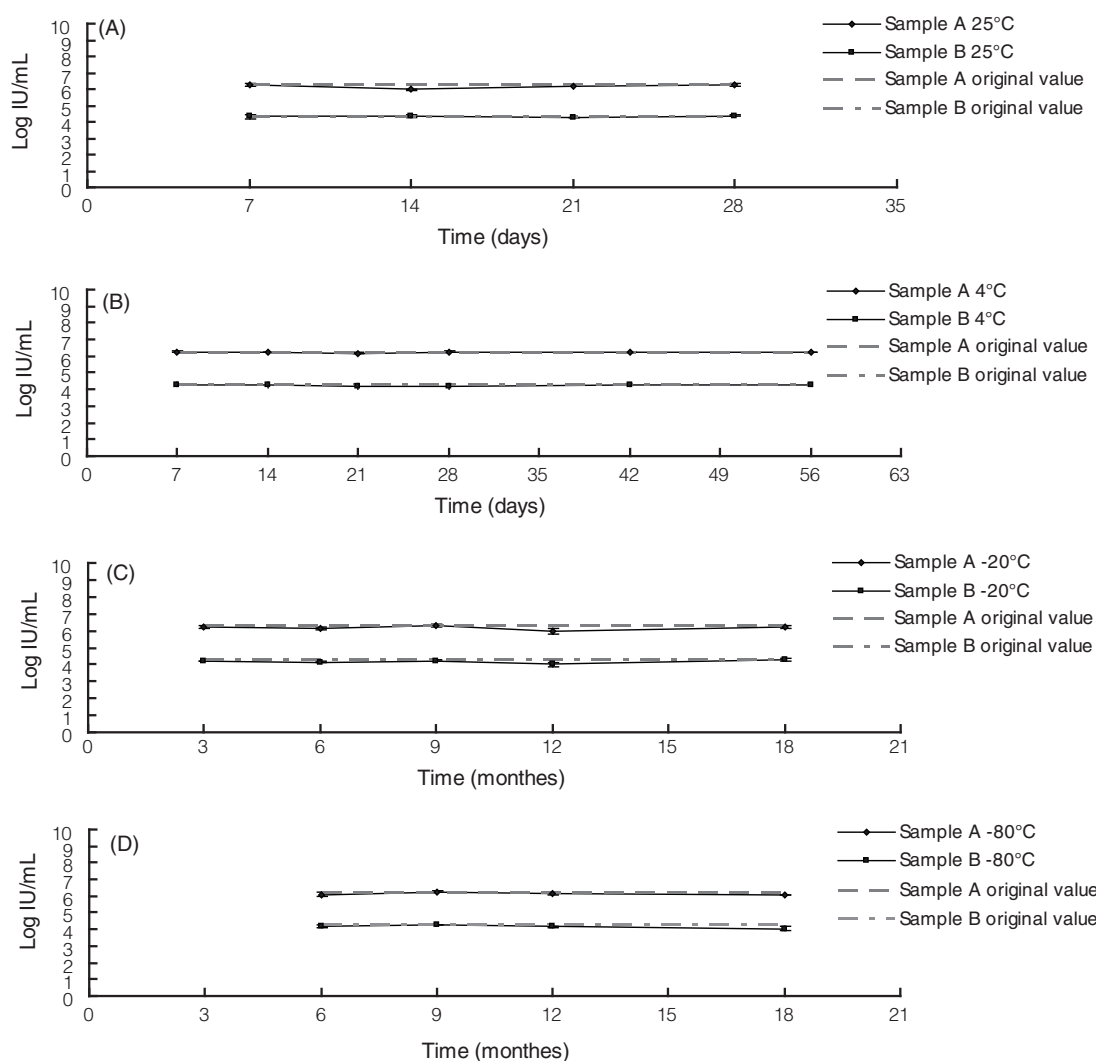 (A)
Sample A 25°C
Sample B 25°C
Sample A original value
Sample B original value
Log IU/mL
10
9
8
7
6
5
4
3
2
1
0
0 7 14 21 28 35
Time (days)
(B)
Sample A 4°C
Sample B 4°C
Sample A original value
Sample B original value
Log IU/mL
10
9
8
7
6
5
4
3
2
1
0
0 7 14 21 28 35 42 49 56 63
Time (days)
(C)
Sample A -20°C
Sample B -20°C
Sample A original value
Sample B original value
Log IU/mL
10
9
8
7
6
5
4
3
2
1
0
0 3 6 9 12 15 18 21
Time (monthes)
(D)
Sample A -80°C
Sample B -80°C
Sample A original value
Sample B original value
Log IU/mL
10
9
8
7
6
5
4
3
2
1
0
0 3 6 9 12 15 18 21
Time (monthes)